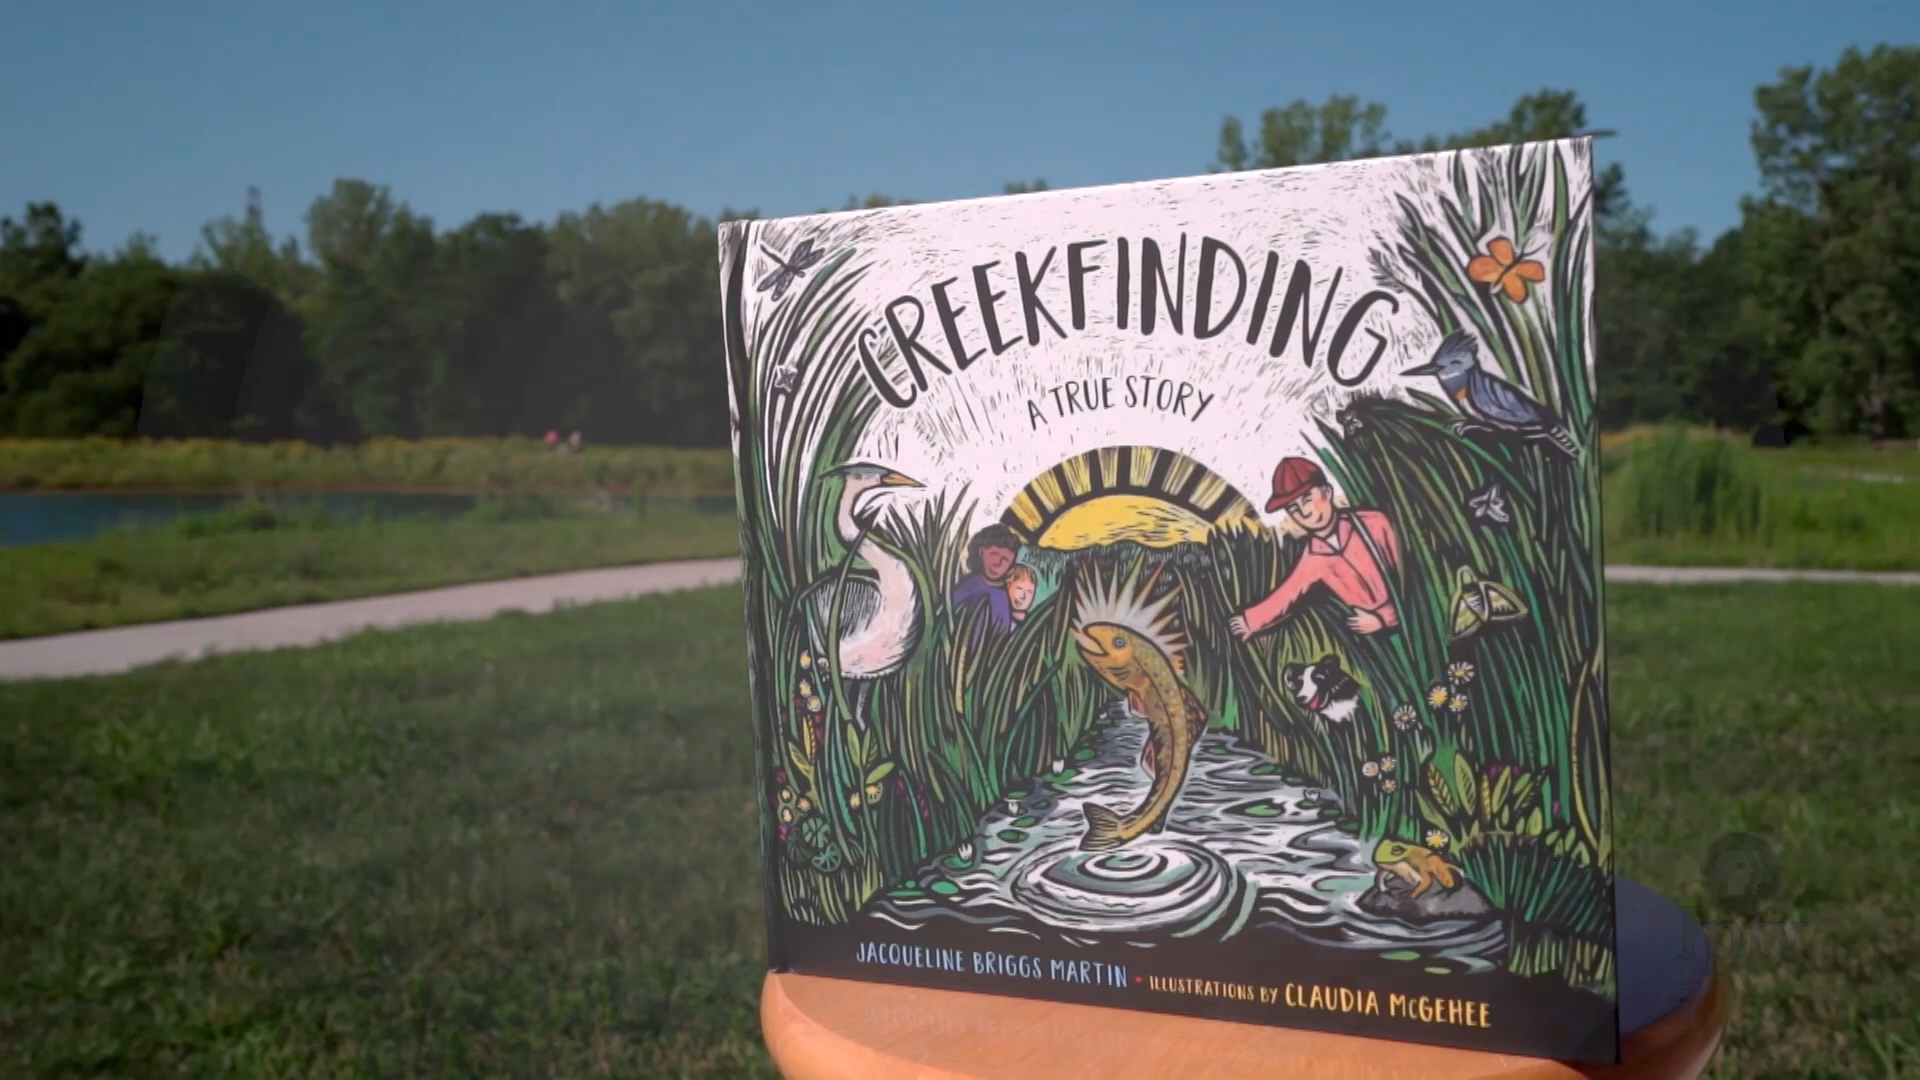 CREEKFINDING
A TRUE STORY
JACQUELINE BRIGGS MARTIN • ILLUSTRATIONS BY CLAUDIA McGEHEE